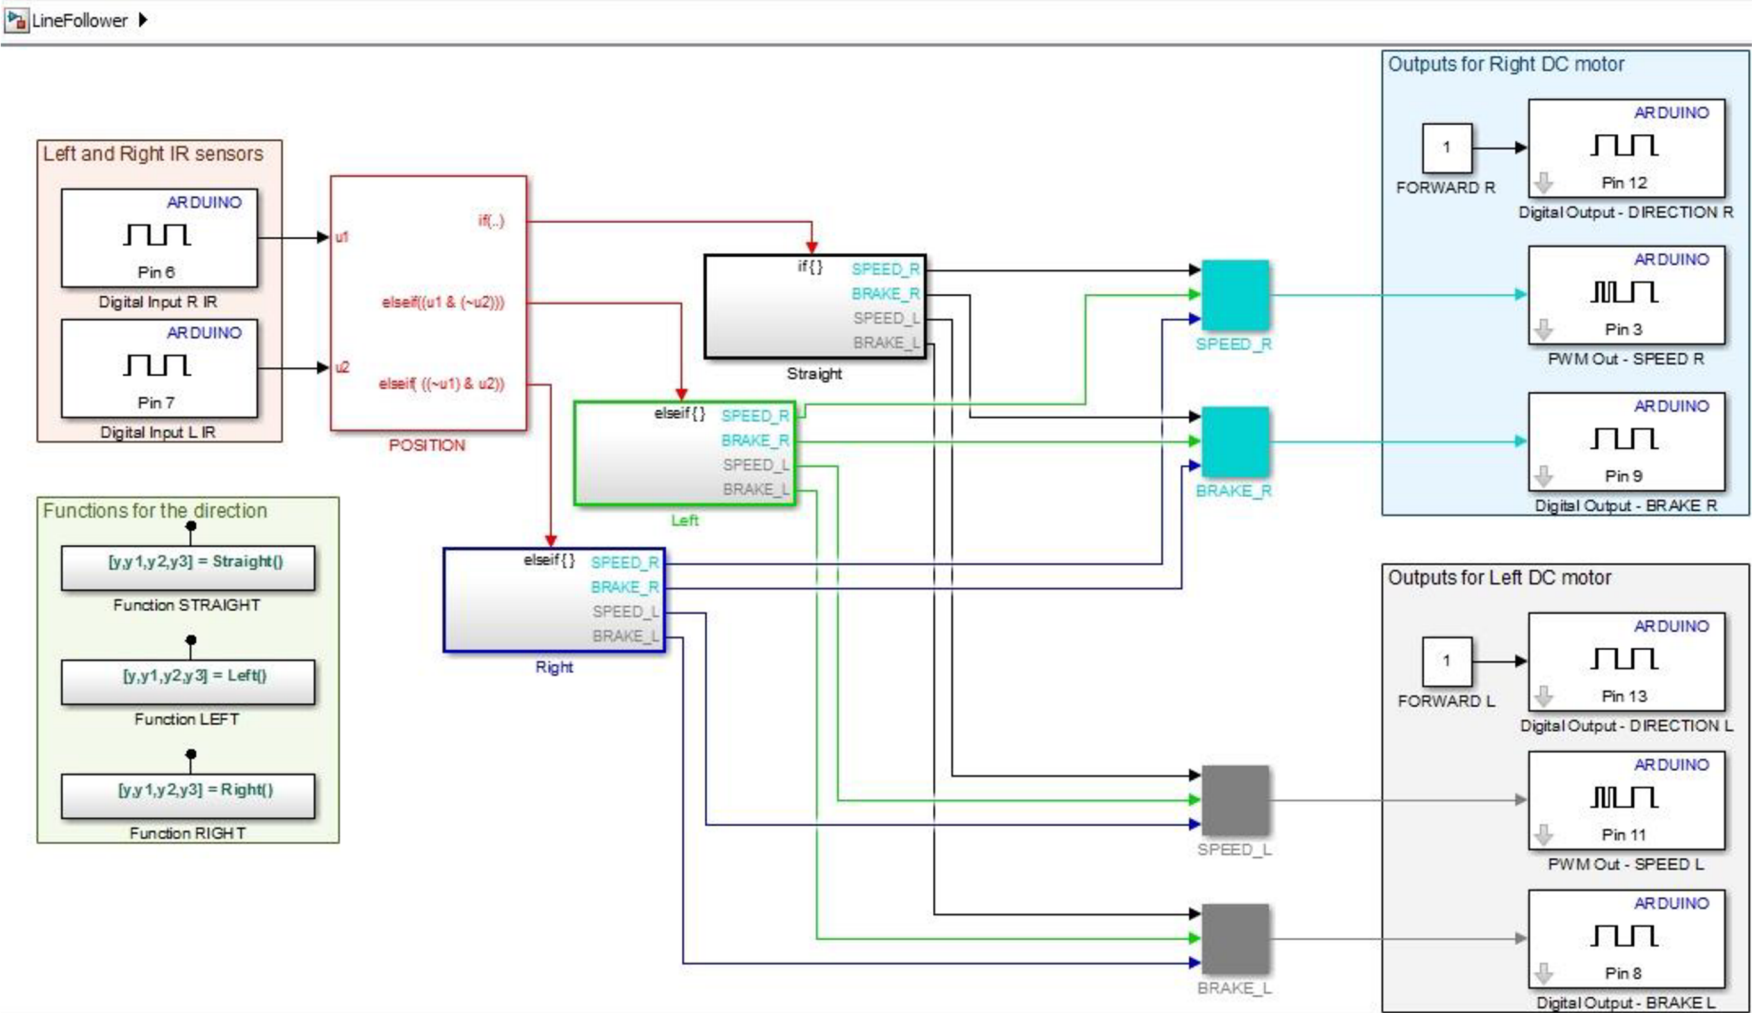 LineFollower
Left and Right IR sensors
ARDUINO
Pin 6
Digital Input R IR
ARDUINO
Pin 7
Digital Input L IR
u1
u2
if(..)
elseif((u1 & (~u2)))
elseif( ((~u1) & u2))
POSITION
Functions for the direction
[y,y1,y2,y3] = Straight()
Function STRAIGHT
[y,y1,y2,y3] = Left()
Function LEFT
[y,y1,y2,y3] = Right()
Function RIGHT
if{ }
SPEED_R
BRAKE_R
SPEED_L
BRAKE_L
Straight
elseif{ }
SPEED_R
BRAKE_R
SPEED_L
BRAKE_L
Left
elseif{ }
SPEED_R
BRAKE_R
SPEED_L
BRAKE_L
Right
SPEED_R
BRAKE_R
SPEED_L
BRAKE_L
Outputs for Right DC motor
1
FORWARD R
ARDUINO
Pin 12
Digital Output - DIRECTION R
ARDUINO
Pin 3
PWM Out - SPEED R
ARDUINO
Pin 9
Digital Output - BRAKE R
Outputs for Left DC motor
1
FORWARD L
ARDUINO
Pin 13
Digital Output - DIRECTION L
ARDUINO
Pin 11
PWM Out - SPEED L
ARDUINO
Pin 8
Digital Output - BRAKE L